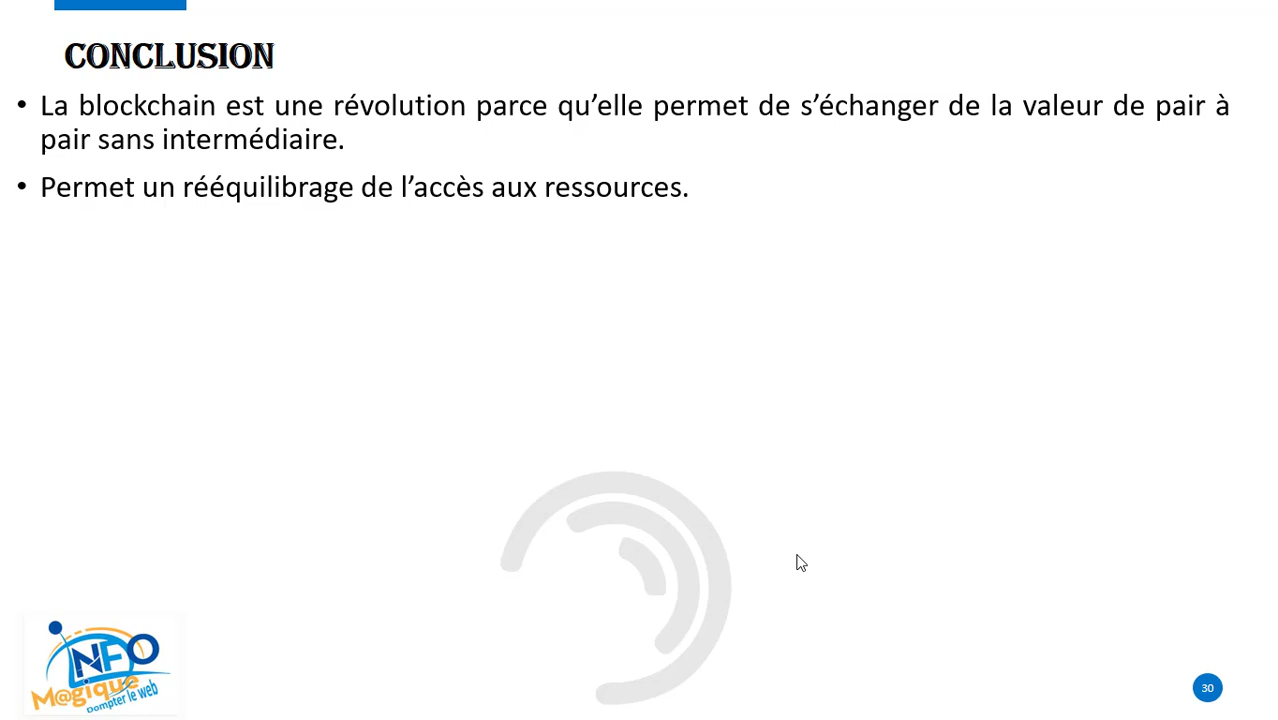 CONCLUSION
• La blockchain est une révolution parce qu’elle permet de s’échanger de la valeur de pair à
pair sans intermédiaire.
• Permet un rééquilibrage de l’accès aux ressources.
INFO
M@gique
Dompter le web
30